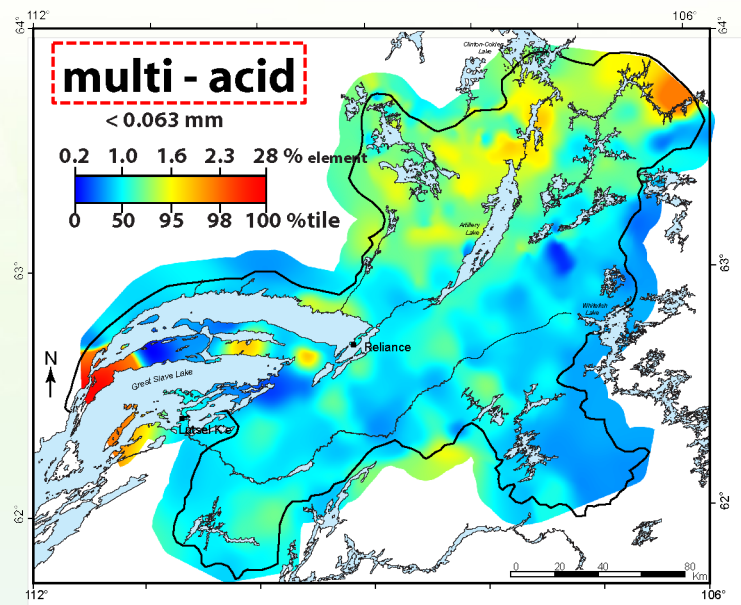 112°
106°
64°
64°
multi - acid
< 0.063 mm
0.2 1.0 1.6 2.3 28 % element
0 50 95 98 100 %tile
Clinton-Colden
Lake
Artillery
Lake
63°
63°
Whitefish
Lake
N
Reliance
Great Slave Lake
Lutsel K'e
62°
62°
0 20 40 80
Km
112°
106°